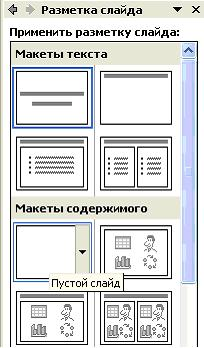 Разметка слайда
Применить разметку слайда:
Макеты текста
Макеты содержимого
Пустой слайд